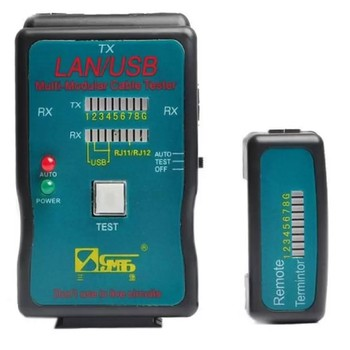 TX
LAN/USB
Multi-Modular Cable Tester
TX
RX
12345678G
RX
RX
RJ11/RJ12
USB
AUTO
TEST
OFF
AUTO
POWER
TEST
Don't use in live circuits
12345678G
Remote
Termintor